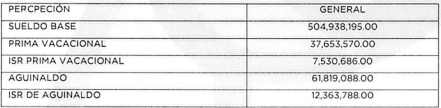 PERCPECIÓN GENERAL
SUELDO BASE 504,938,195.00
PRIMA VACACIONAL 37,653,570.00
ISR PRIMA VACACIONAL 7,530,686.00
AGUINALDO 61,819,088.00
ISR DE AGUINALDO 12,363,788.00